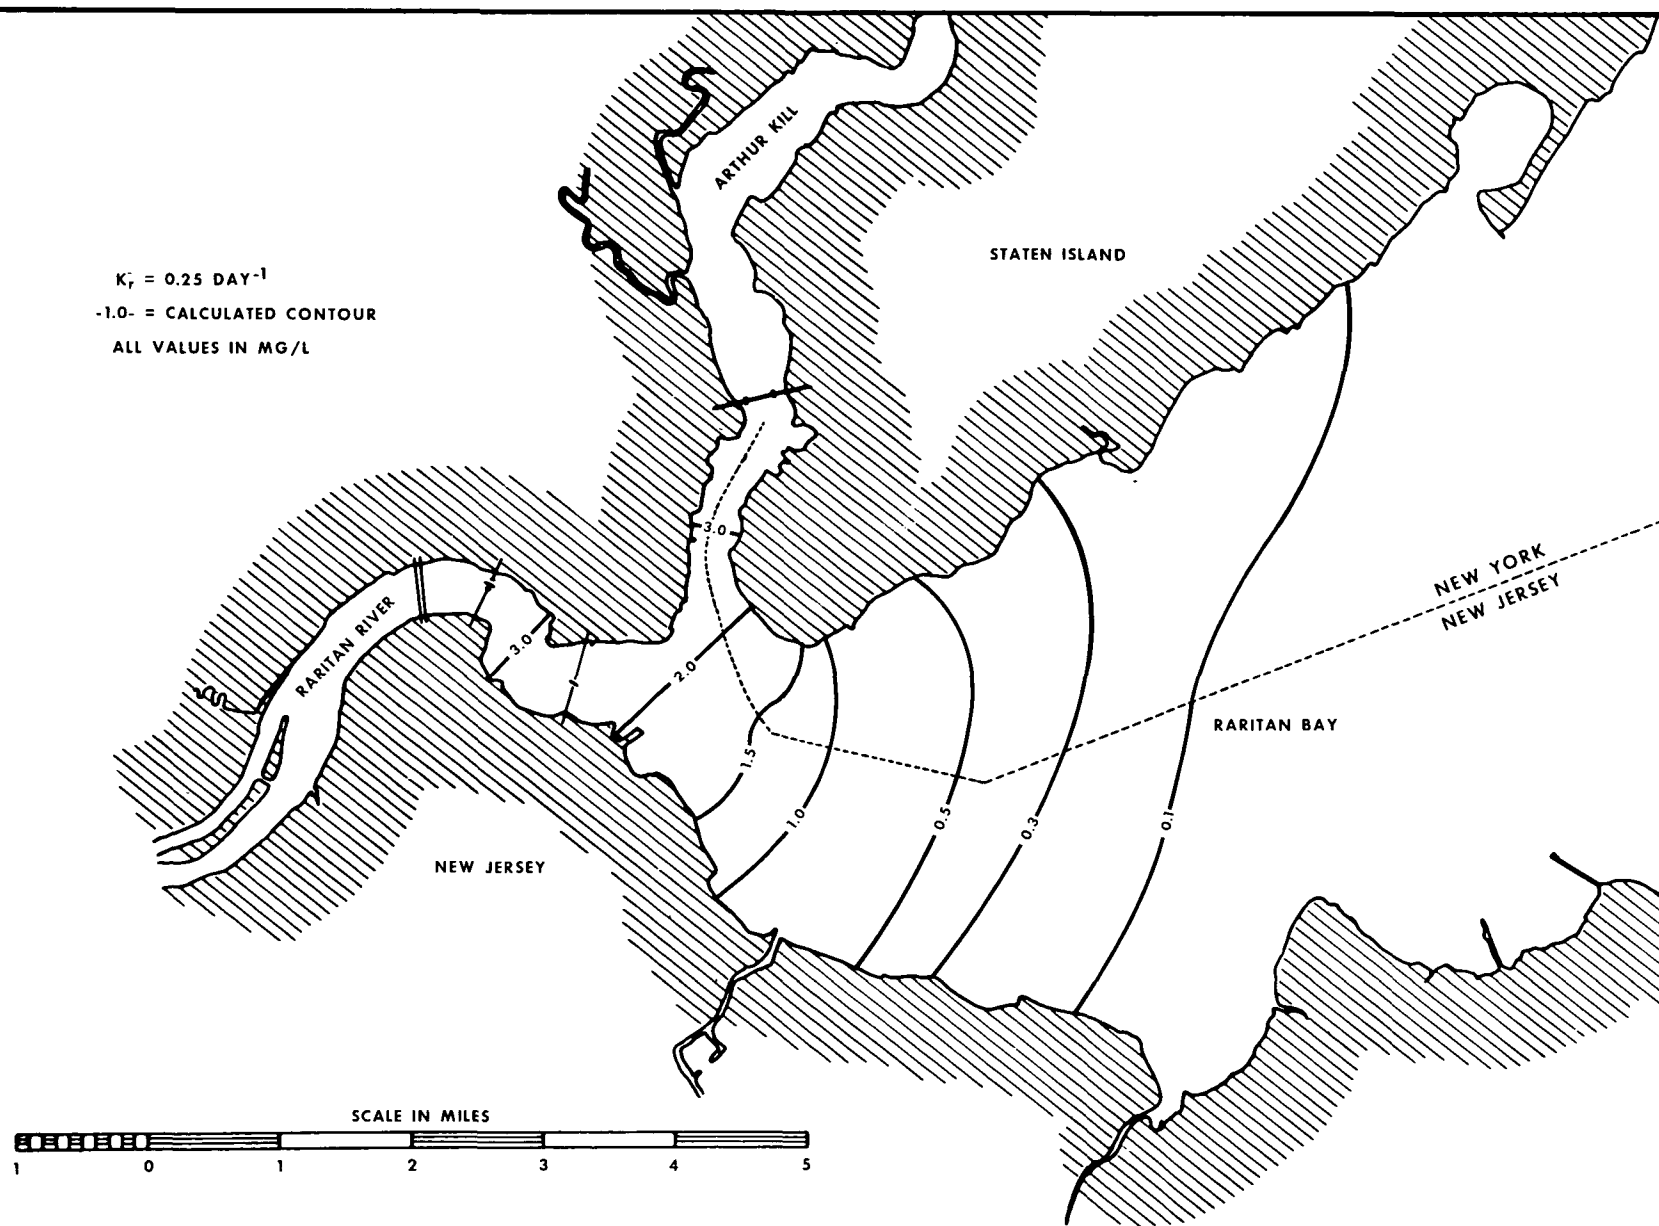 ARTHUR KILL
STATEN ISLAND
Kr = 0.25 DAY-1
-1.0- = CALCULATED CONTOUR
ALL VALUES IN MG/L
3.0
NEW YORK
NEW JERSEY
RARITAN RIVER
3.0
2.0
RARITAN BAY
1.5
1.0
0.5
0.3
0.1
NEW JERSEY
SCALE IN MILES
1 0 1 2 3 4 5